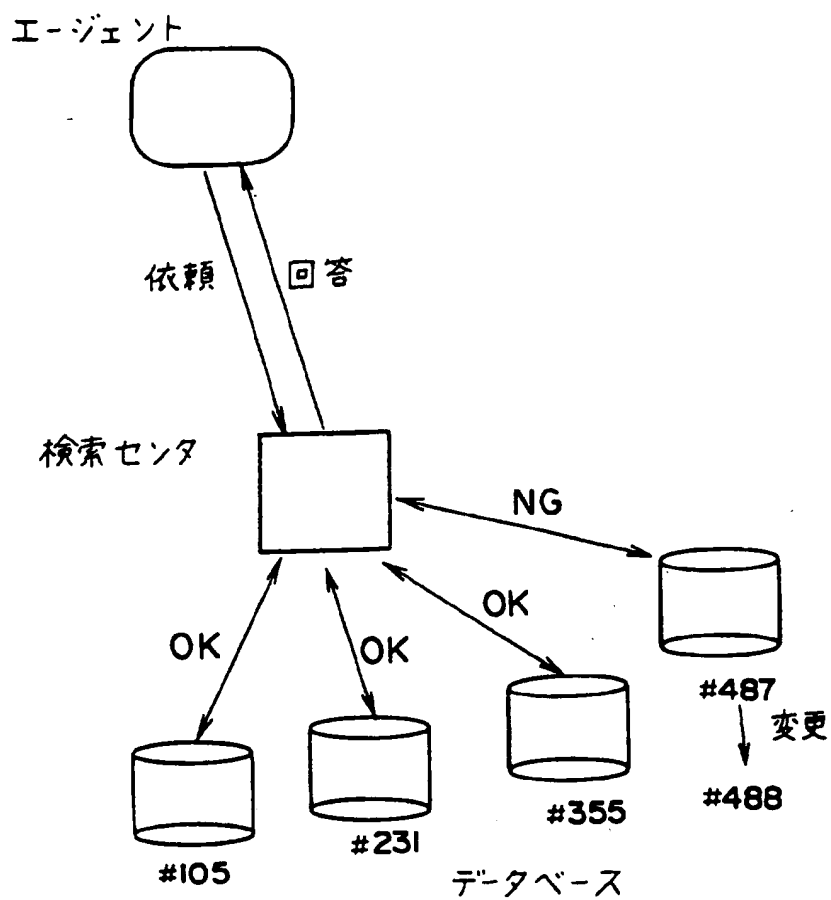 エージェント
依頼
回答
検索センタ
NG
OK
OK
OK
#487
変更
#488
#355
#231
#105
データベース